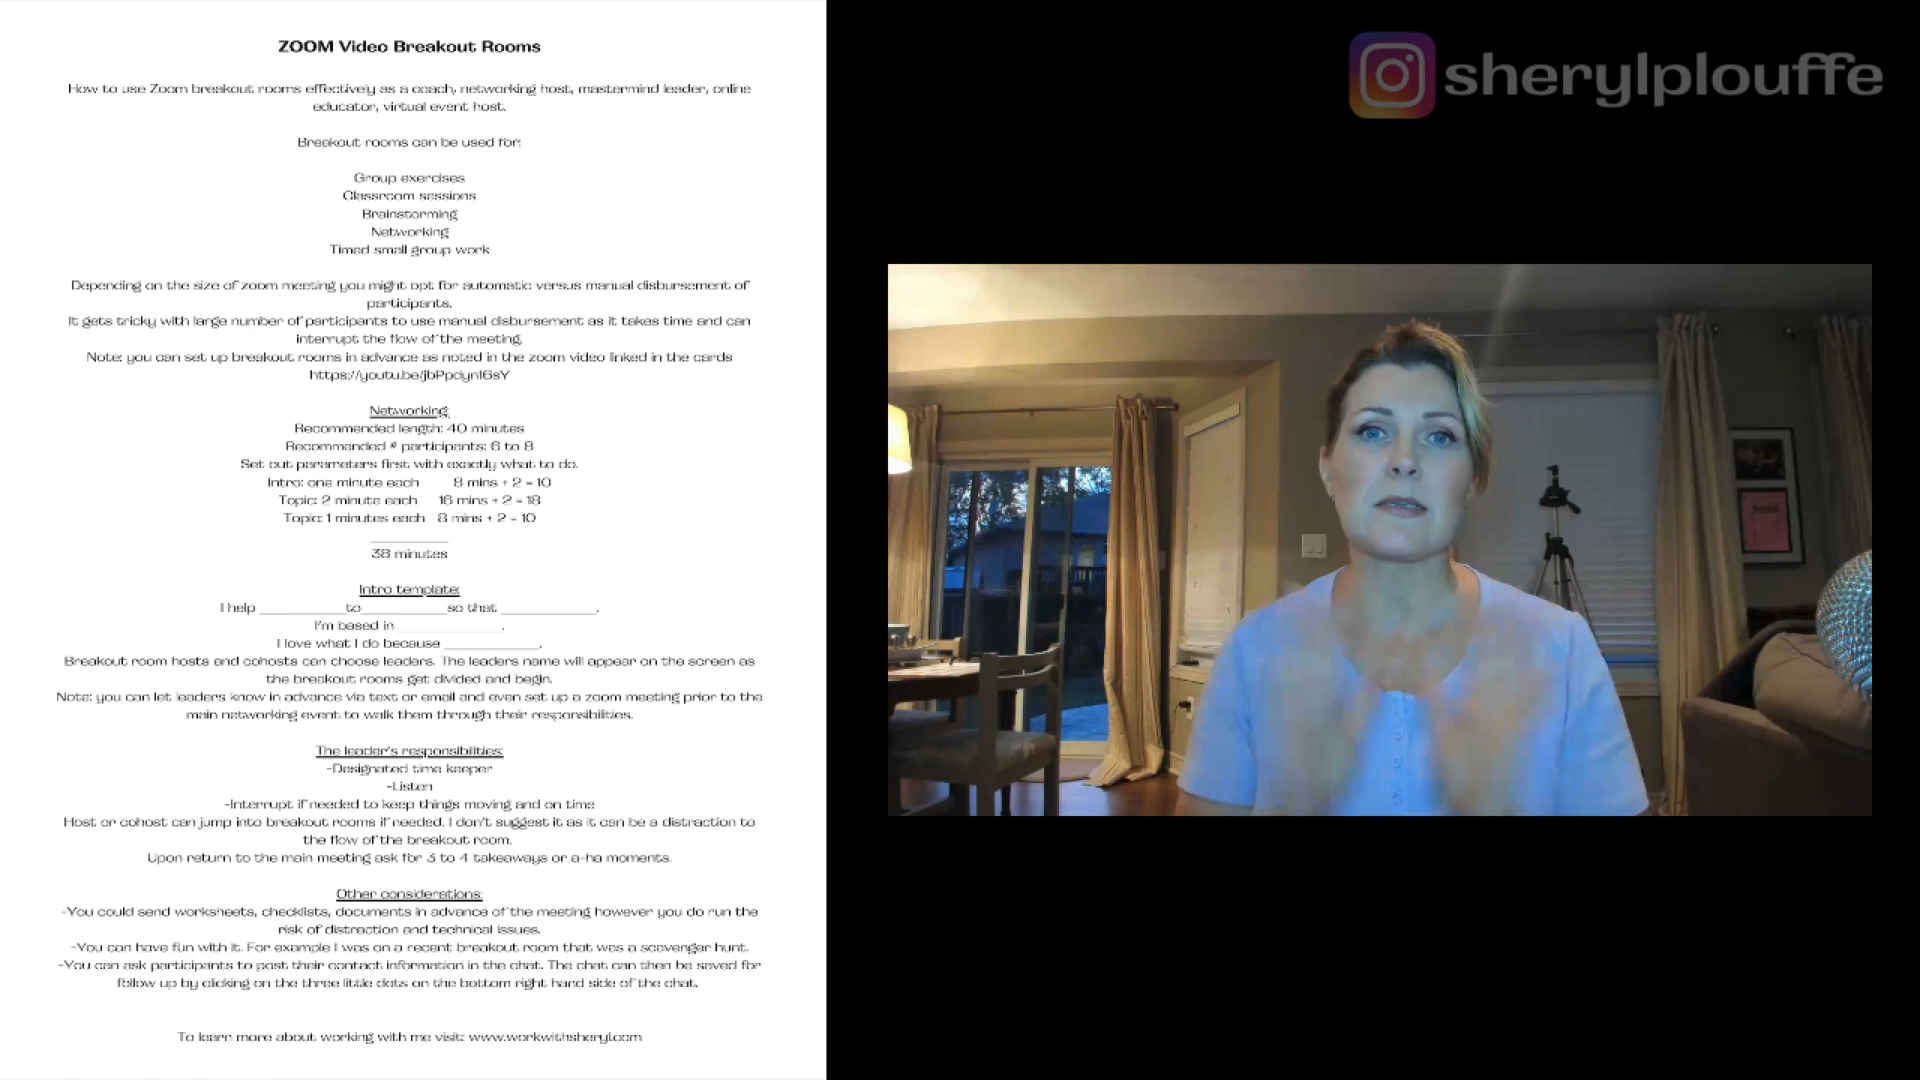 ZOOM Video Breakout Rooms
How to use Zoom breakout rooms effectively as a coach, networking host, mastermind leader, online
educator, virtual event host.
Breakout rooms can be used for:
Group exercises
Classroom sessions
Brainstorming
Networking
Timed small group work
Depending on the size of zoom meeting you might opt for automatic versus manual disbursement of
participants.
It gets tricky with large number of participants to use manual disbursement as it takes time and can
interrupt the flow of the meeting.
Note: you can set up breakout rooms in advance as noted in the zoom video linked in the cards
Networking:
Recommended length: 40 minutes
Recommended # participants: 6 to 8
Set out parameters first with exactly what to do.
Intro: one minute each 8 mins + 2 = 10
Topic: 2 minute each 16 mins + 2 = 18
Topic: 1 minutes each 8 mins + 2 = 10
38 minutes
Intro template:
I help ____________to____________so that ____________.
I'm based in ____________.
I love what I do because ____________.
Breakout room hosts and cohosts can choose leaders. The leaders name will appear on the screen as
the breakout rooms get divided and begin.
Note: you can let leaders know in advance via text or email and even set up a zoom meeting prior to the
main networking event to walk them through their responsibilities.
The leader's responsibilities:
-Designated time keeper
-Listen
-Interrupt if needed to keep things moving and on time
Host or cohost can jump into breakout rooms if needed. I don't suggest it as it can be a distraction to
the flow of the breakout room.
Upon return to the main meeting ask for 3 to 4 takeaways or a-ha moments.
Other considerations:
-You could send worksheets, checklists, documents in advance of the meeting however you do run the
risk of distraction and technical issues.
-You can have fun with it. For example I was on a recent breakout room that was a scavenger hunt.
-You can ask participants to post their contact information in the chat. The chat can then be saved for
follow up by clicking on the three little dots on the bottom right hand side of the chat.
To learn more about working with me visit: www.workwithsheryl.com
sherylplouffe